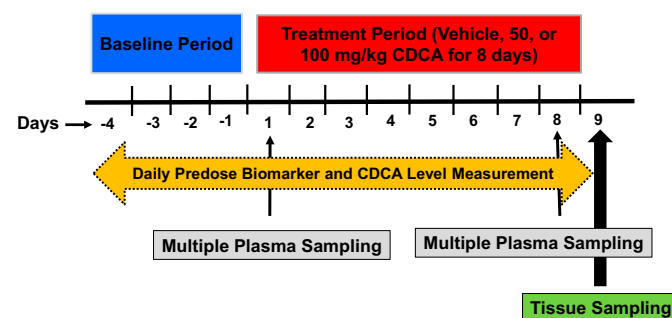 Baseline Period
Treatment Period (Vehicle, 50, or
100 mg/kg CDCA for 8 days)
Days -4 -3 -2 -1 1 2 3 4 5 6 7 8 9
Daily Predose Biomarker and CDCA Level Measurement
Multiple Plasma Sampling
Multiple Plasma Sampling
Tissue Sampling